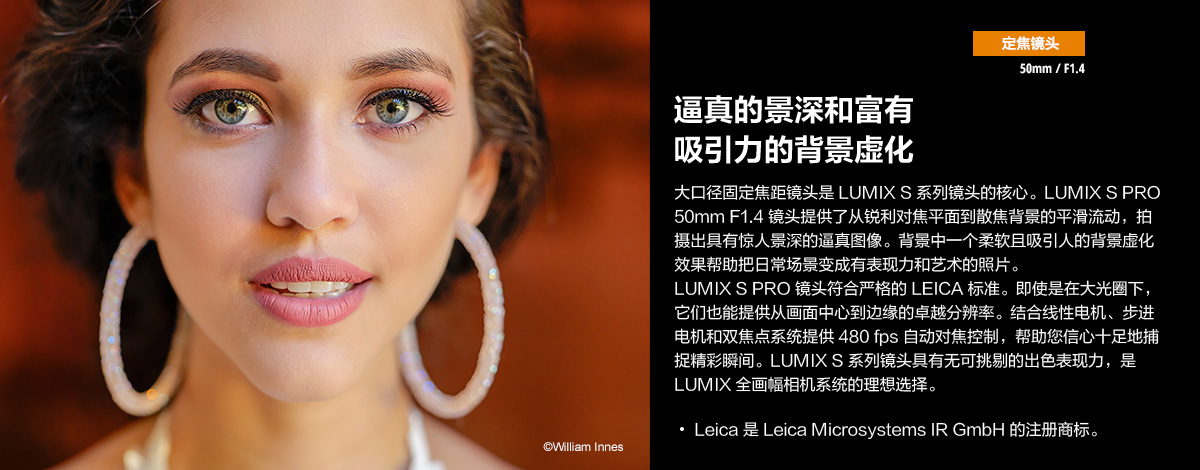 定焦镜头
50mm / F1.4
逼真的景深和富有
吸引力的背景虚化
大口径固定焦距镜头是 LUMIX S 系列镜头的核心。LUMIX S PRO
50mm F1.4 镜头提供了从锐利对焦平面到散焦背景的平滑流动，拍
摄出具有惊人景深的逼真图像。背景中一个柔软且吸引人的背景虚化
效果帮助把日常场景变成有表现力和艺术的照片。
LUMIX S PRO 镜头符合严格的 LEICA 标准。即使是在大光圈下，
它们也能提供从画面中心到边缘的卓越分辨率。结合线性电机、步进
电机和双焦点系统提供 480 fps 自动对焦控制，帮助您信心十足地捕
捉精彩瞬间。LUMIX S 系列镜头具有无可挑剔的出色表现力，是
LUMIX 全画幅相机系统的理想选择。
• Leica 是 Leica Microsystems IR GmbH 的注册商标。
©William Innes